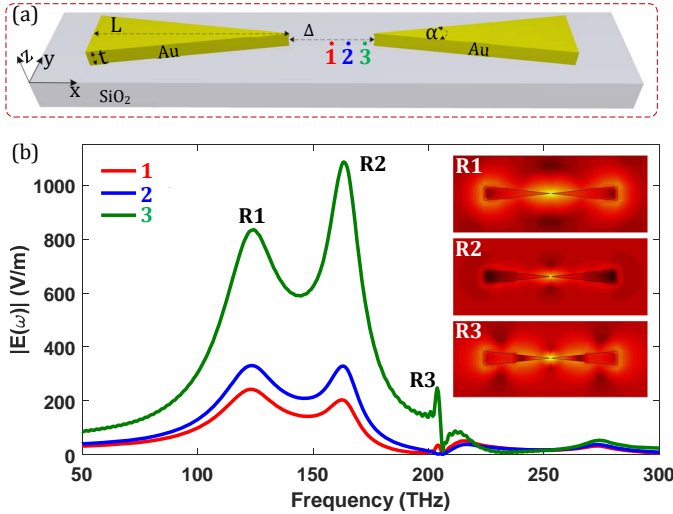 (a)
L
Δ
α
Au
Au
1 2 3
t
z
y
x
SiO₂
(b)
1
2
3
R1
R2
R3
R1
R2
R3
|E(ω)| (V/m)
1000
800
600
400
200
0
50 100 150 200 250 300
Frequency (THz)